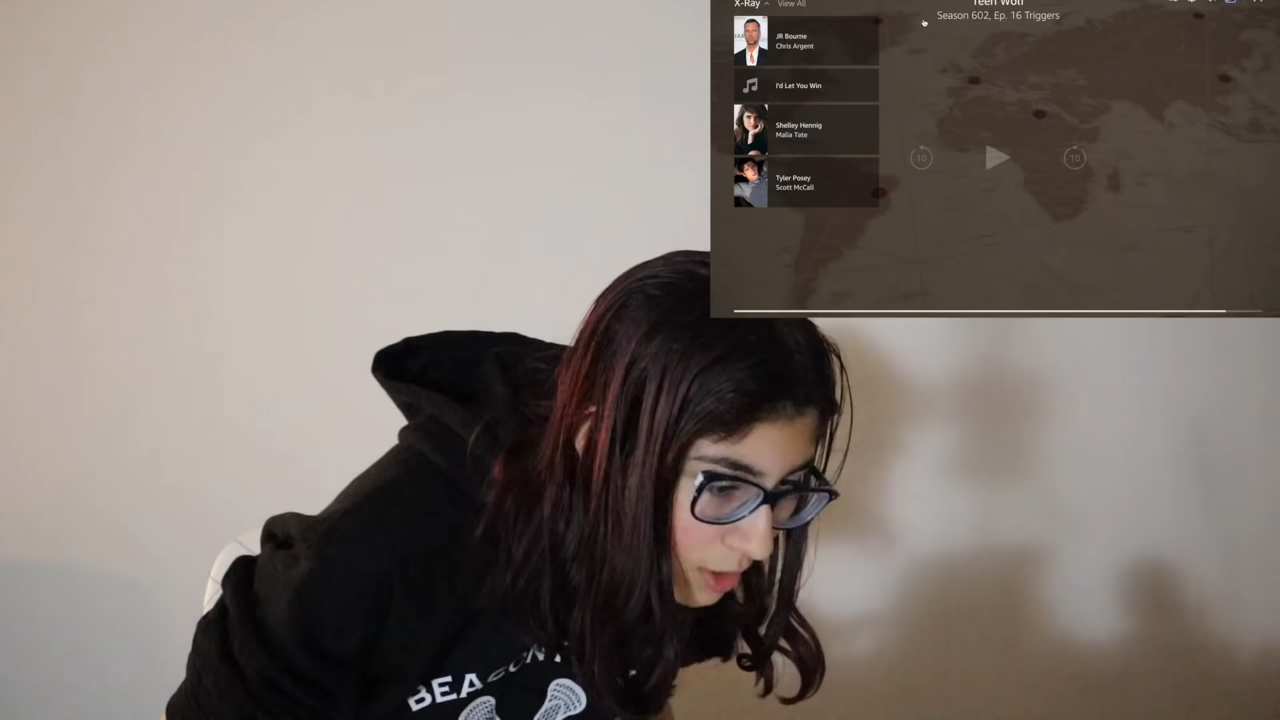 X-Ray View All
Teen Wolf
Season 602, Ep. 16 Triggers
JR Bourne
Chris Argent
I'd Let You Win
Shelley Hennig
Malia Tate
Tyler Posey
Scott McCall
10
10
BEACON